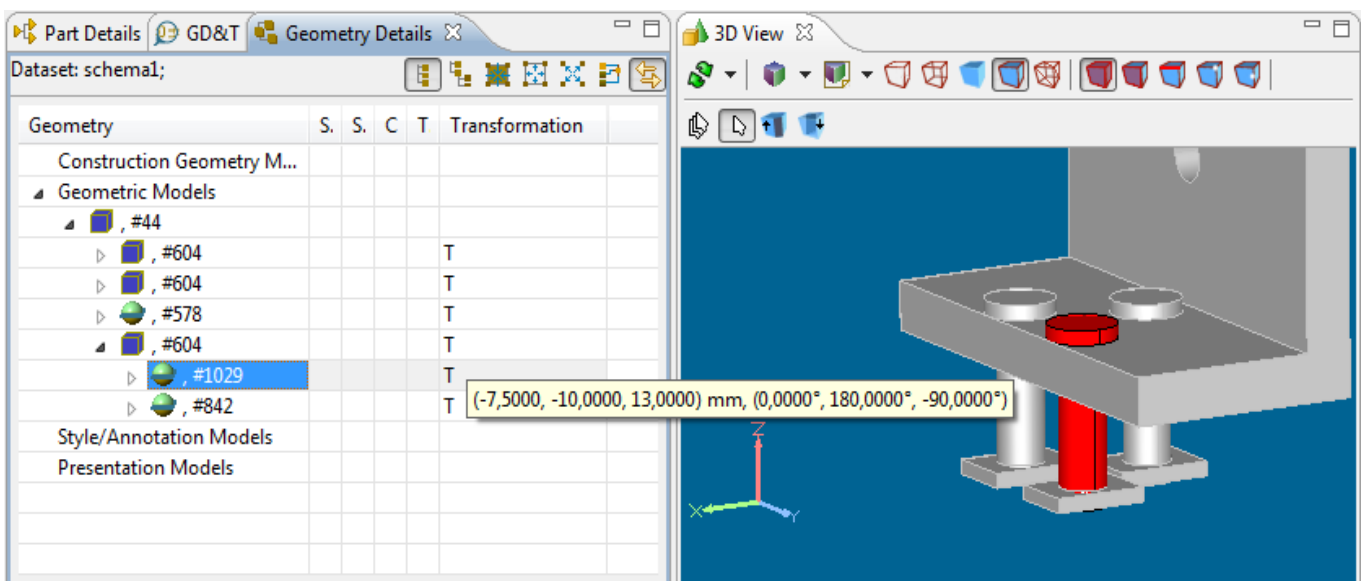 Part Details GD&T Geometry Details
Dataset: schema1;
Geometry S. S. C T Transformation
Construction Geometry M...
Geometric Models
, #44
, #604 T
, #604 T
, #578 T
, #604 T
, #1029 T
(-7,5000, -10,0000, 13,0000) mm, (0,0000°, 180,0000°, -90,0000°)
, #842 T
Style/Annotation Models
Presentation Models
3D View
Z
X
Y